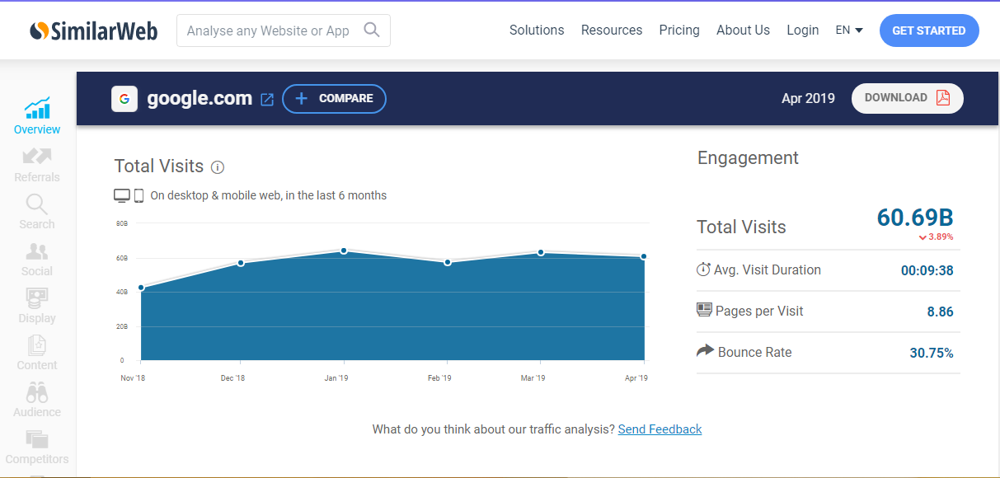 SimilarWeb
Analyse any Website or App
Solutions Resources Pricing About Us Login EN GET STARTED
G google.com + COMPARE Apr 2019 DOWNLOAD
Overview
Referrals
Search
Social
Display
Content
Audience
Competitors
Total Visits
On desktop & mobile web, in the last 6 months
80B
60B
40B
20B
0
Nov '18 Dec '18 Jan '19 Feb '19 Mar '19 Apr '19
Engagement
Total Visits 60.69B
3.89%
Avg. Visit Duration 00:09:38
Pages per Visit 8.86
Bounce Rate 30.75%
What do you think about our traffic analysis? Send Feedback